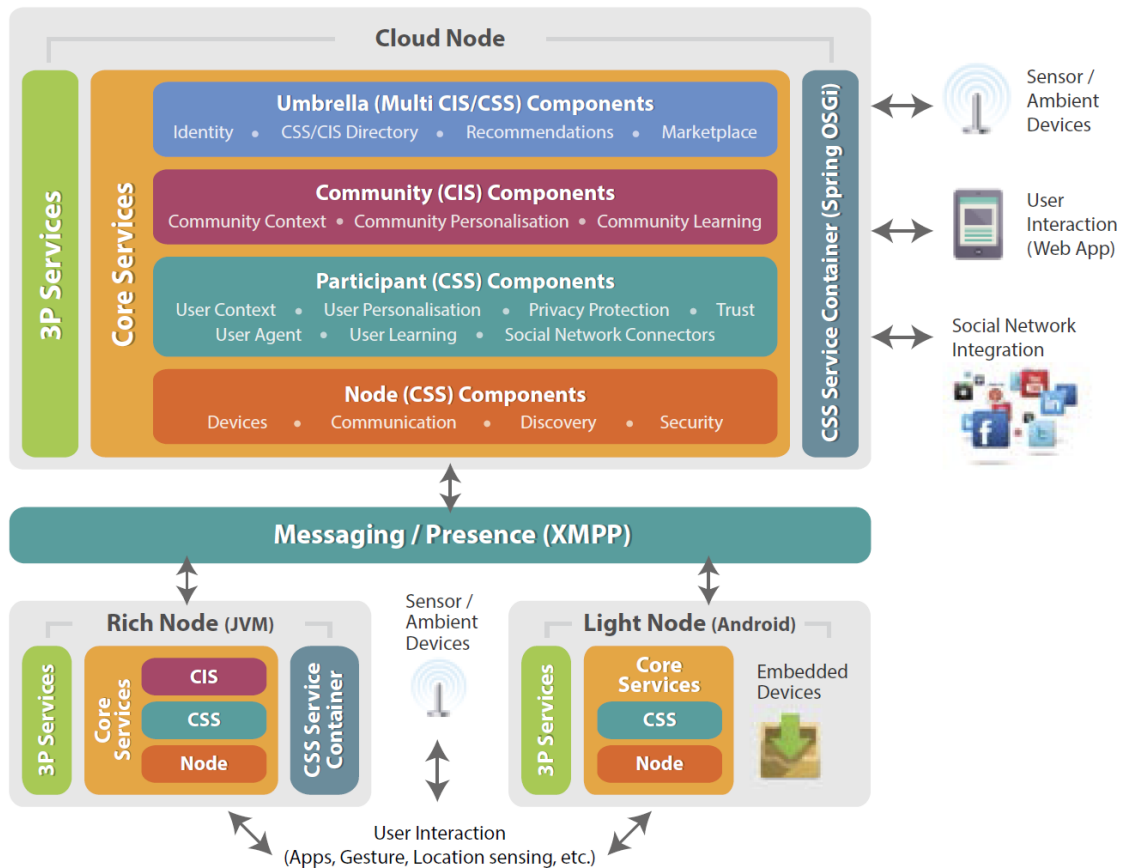 Cloud Node
3P Services
Core Services
Umbrella (Multi CIS/CSS) Components
Identity • CSS/CIS Directory • Recommendations • Marketplace
Community (CIS) Components
Community Context • Community Personalisation • Community Learning
Participant (CSS) Components
User Context • User Personalisation • Privacy Protection • Trust
User Agent • User Learning • Social Network Connectors
Node (CSS) Components
Devices • Communication • Discovery • Security
CSS Service Container (Spring OSGi)
Sensor /
Ambient
Devices
User
Interaction
(Web App)
Social Network
Integration
Messaging / Presence (XMPP)
Rich Node (JVM)
3P Services
Core
Services
CIS
CSS
Node
CSS Service
Container
Sensor /
Ambient
Devices
Light Node (Android)
3P Services
Core
Services
CSS
Node
Embedded
Devices
User Interaction
(Apps, Gesture, Location sensing, etc.)